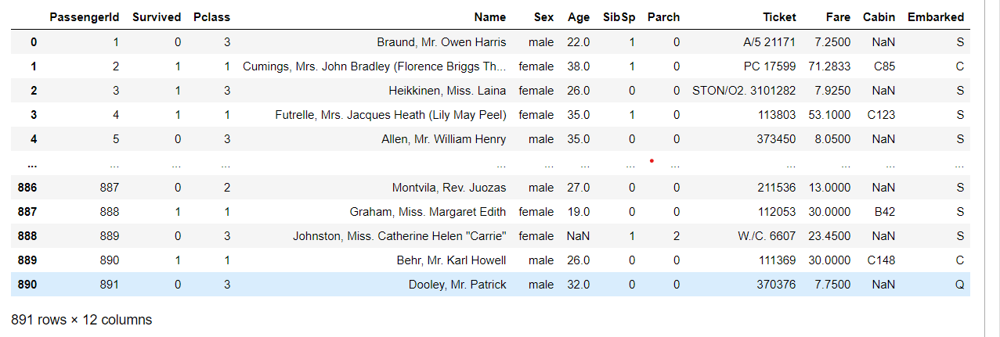 PassengerId Survived Pclass Name Sex Age SibSp Parch Ticket Fare Cabin Embarked
0 1 0 3 Braund, Mr. Owen Harris male 22.0 1 0 A/5 21171 7.2500 NaN S
1 2 1 1 Cumings, Mrs. John Bradley (Florence Briggs Th... female 38.0 1 0 PC 17599 71.2833 C85 C
2 3 1 3 Heikkinen, Miss. Laina female 26.0 0 0 STON/O2. 3101282 7.9250 NaN S
3 4 1 1 Futrelle, Mrs. Jacques Heath (Lily May Peel) female 35.0 1 0 113803 53.1000 C123 S
4 5 0 3 Allen, Mr. William Henry male 35.0 0 0 373450 8.0500 NaN S
... ... ... ... ... ... ... ... ... ... ... ... ...
886 887 0 2 Montvila, Rev. Juozas male 27.0 0 0 211536 13.0000 NaN S
887 888 1 1 Graham, Miss. Margaret Edith female 19.0 0 0 112053 30.0000 B42 S
888 889 0 3 Johnston, Miss. Catherine Helen "Carrie" female NaN 1 2 W./C. 6607 23.4500 NaN S
889 890 1 1 Behr, Mr. Karl Howell male 26.0 0 0 111369 30.0000 C148 C
890 891 0 3 Dooley, Mr. Patrick male 32.0 0 0 370376 7.7500 NaN Q
891 rows × 12 columns